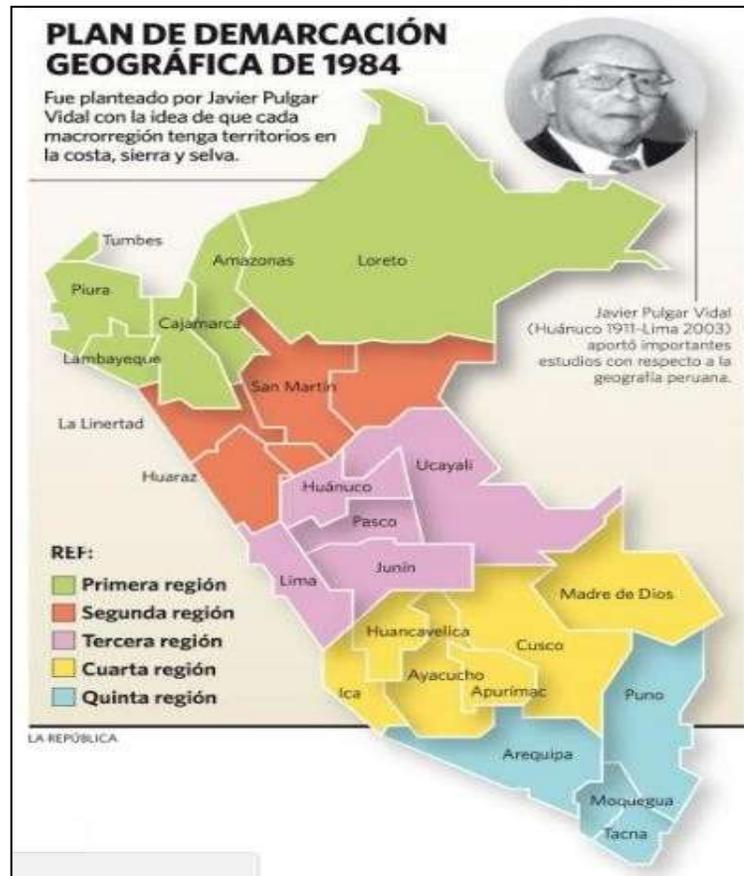 PLAN DE DEMARCACIÓN
GEOGRÁFICA DE 1984
Fue planteado por Javier Pulgar
Vidal con la idea de que cada
macrorregión tenga territorios en
la costa, sierra y selva.
Tumbes
Amazonas
Loreto
Piura
Cajamarca
Lambayeque
Javier Pulgar Vidal
(Huánuco 1911-Lima 2003)
aportó importantes
estudios con respecto a la
geografía peruana.
San Martín
La Linertad
Huaraz
Ucayali
Huánuco
Pasco
Lima
Junín
REF:
Primera región
Segunda región
Tercera región
Cuarta región
Quinta región
Madre de Dios
Huancavelica
Cusco
Ayacucho
Apurímac
Ica
Puno
LA REPÚBLICA
Arequipa
Moquegua
Tacna